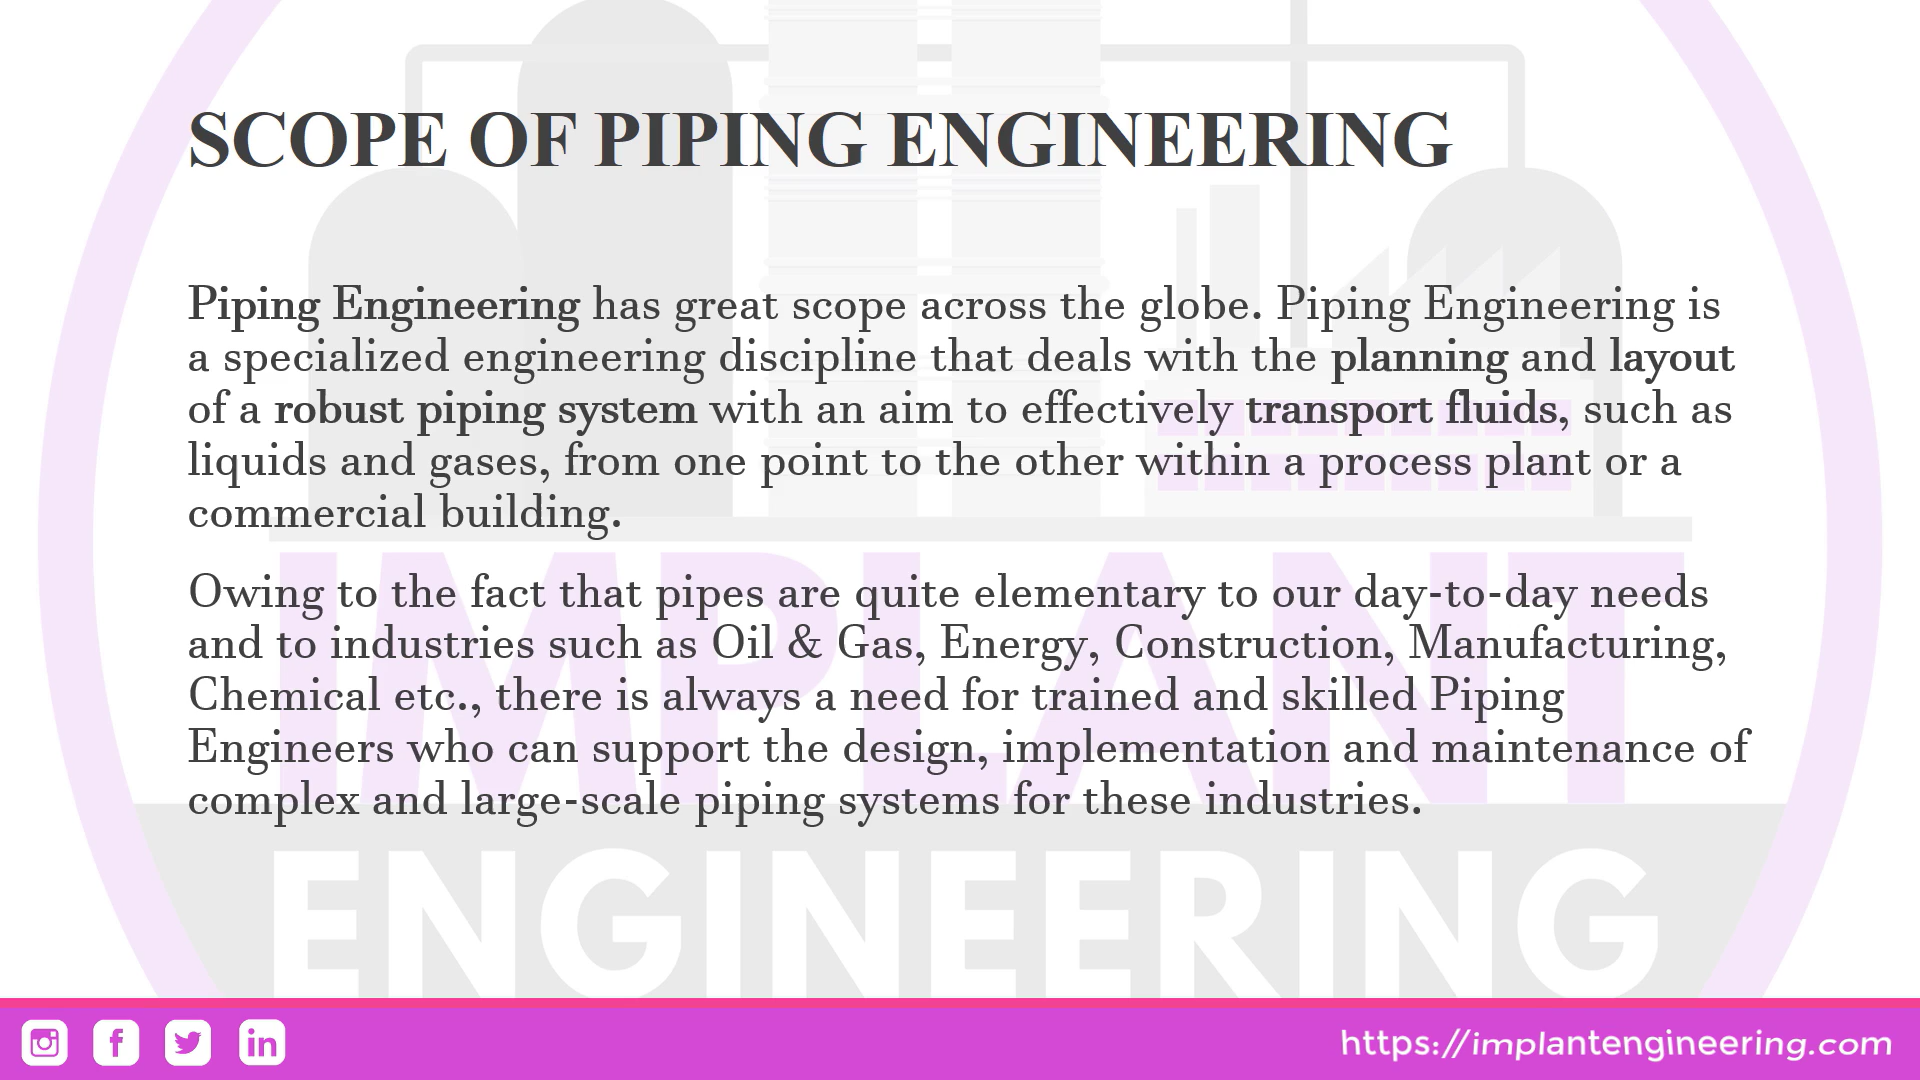 SCOPE OF PIPING ENGINEERING
Piping Engineering has great scope across the globe. Piping Engineering is
a specialized engineering discipline that deals with the planning and layout
of a robust piping system with an aim to effectively transport fluids, such as
liquids and gases, from one point to the other within a process plant or a
commercial building.
Owing to the fact that pipes are quite elementary to our day-to-day needs
and to industries such as Oil & Gas, Energy, Construction, Manufacturing,
Chemical etc., there is always a need for trained and skilled Piping
Engineers who can support the design, implementation and maintenance of
complex and large-scale piping systems for these industries.
IMPLANT
ENGINEERING
https://implantengineering.com